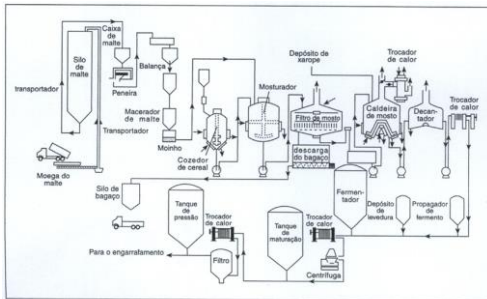 Caixa
de
malte
Silo
de
malte
transportador
Peneira
Balança
Macerador
de malte
Moinho
Transportador
Moega do
malte
Cozedor
de cereal
Mosturador
Depósito de
xarope
Filtro de mosto
descarga
do bagaço
Caldeira
de mosto
Trocador
de calor
Decan-
tador
Trocador
de calor
Silo de
bagaço
Tanque
de
pressão
Trocador
de calor
Para o engarrafamento
Filtro
Tanque
de
maturação
Trocador
de calor
Centrífuga
Fermen-
tador
Depósito
de
levedura
Propagador
de
fermento